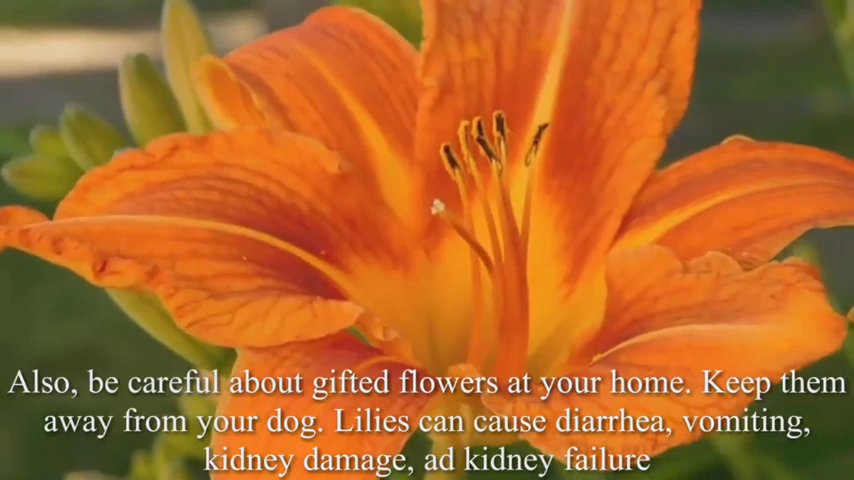 Also, be careful about gifted flowers at your home. Keep them
away from your dog. Lilies can cause diarrhea, vomiting,
kidney damage, ad kidney failure